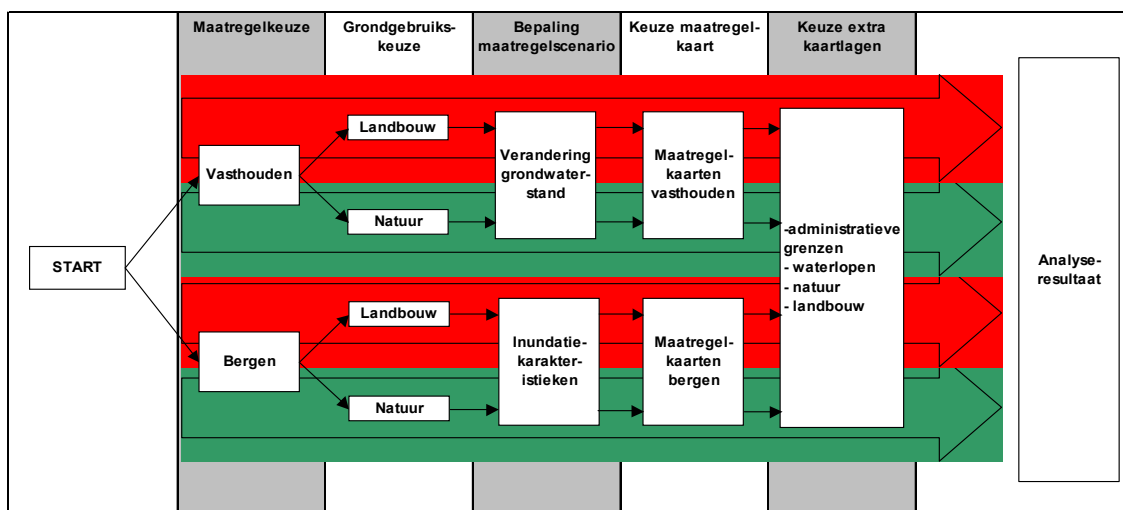 Maatregelkeuze
Grondgebruiks-
keuze
Bepaling
maatregelscenario
Keuze maatregel-
kaart
Keuze extra
kaartlagen
START
Vasthouden
Landbouw
Natuur
Verandering
grondwater-
stand
Maatregel-
kaarten
vasthouden
Bergen
Landbouw
Natuur
Inundatie-
karakter-
istieken
Maatregel-
kaarten
bergen
-administratieve
grenzen
- waterlopen
- natuur
- landbouw
Analyse-
resultaat